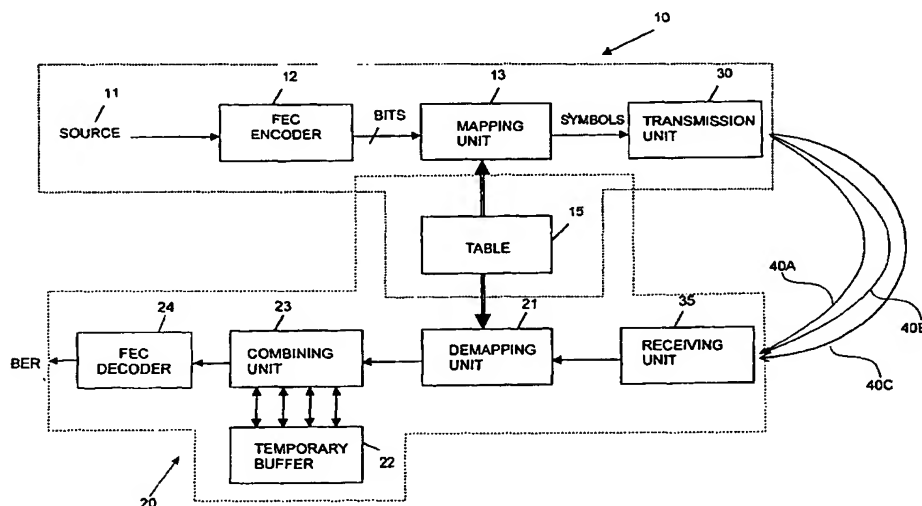 10
11
SOURCE
12
FEC
ENCODER
BITS
13
MAPPING
UNIT
SYMBOLS
30
TRANSMISSION
UNIT
15
TABLE
40A
40B
40C
24
FEC
DECODER
BER
23
COMBINING
UNIT
21
DEMAPPING
UNIT
35
RECEIVING
UNIT
TEMPORARY
BUFFER
22
20